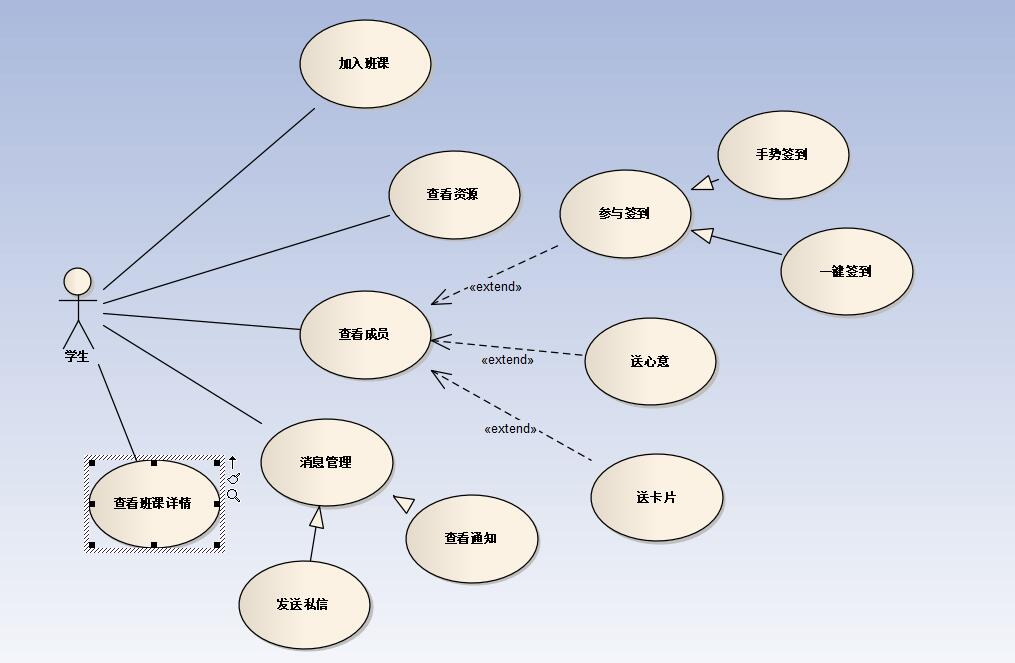 加入班课
手势签到
查看资源
参与签到
一键签到
«extend»
查看成员
学生
«extend»
送心意
«extend»
消息管理
送卡片
查看班课详情
查看通知
发送私信